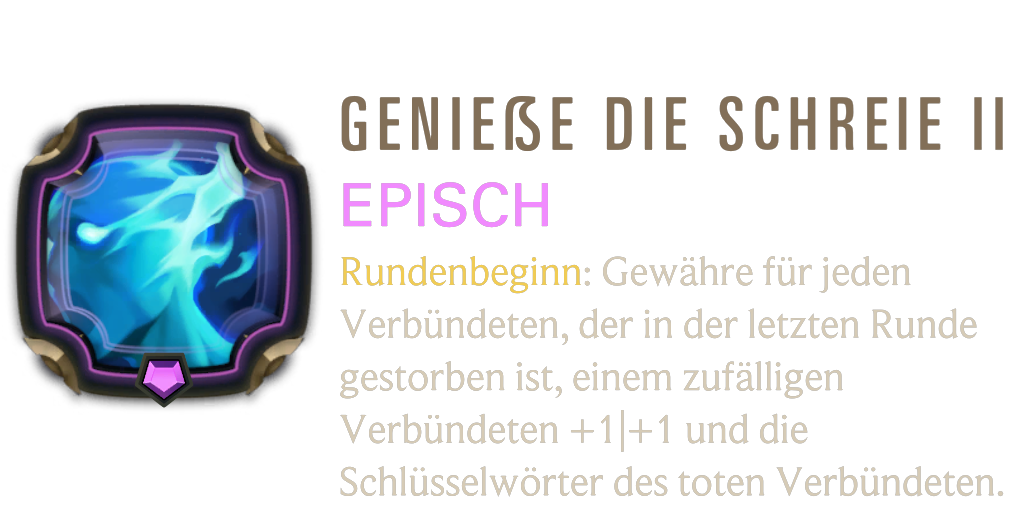 GENIEẞE DIE SCHREIE II
EPISCH
Rundenbeginn: Gewähre für jeden
Verbündeten, der in der letzten Runde
gestorben ist, einem zufälligen
Verbündeten +1|+1 und die
Schlüsselwörter des toten Verbündeten.